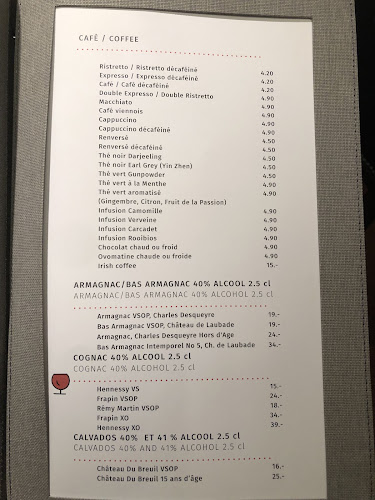 CAFÉ / COFFEE
Ristretto / Ristretto décaféiné 4.20
Expresso / Expresso décaféiné 4.20
Café / Café décaféiné 4.20
Double Expresso / Double Ristretto 4.90
Macchiato 4.90
Café viennois 4.90
Cappuccino 4.90
Cappuccino décaféiné 4.90
Renversé 4.50
Renversé décaféiné 4.50
Thé noir Darjeeling 4.50
Thé noir Earl Grey (Yin Zhen) 4.50
Thé vert Gunpowder 4.50
Thé vert à la Menthe 4.90
Thé vert aromatisé 4.90
(Gingembre, Citron, Fruit de la Passion)
Infusion Camomille 4.90
Infusion Verveine 4.90
Infusion Carcadet 4.90
Infusion Rooibios 4.90
Chocolat chaud ou froid 4.90
Ovomatine chaude ou froide 4.90
Irish coffee 15.-
ARMAGNAC/BAS ARMAGNAC 40% ALCOOL 2.5 cl
ARMAGNAC/BAS ARMAGNAC 40% ALCOHOL 2.5 cl
Armagnac VSOP, Charles Desqueyre 19.-
Bas Armagnac VSOP, Château de Laubade 19.-
Armagnac, Charles Desqueyre Hors d'Age 24.-
Bas Armagnac Intemporel No 5, Ch. de Laubade 34.-
COGNAC 40% ALCOOL 2.5 cl
COGNAC 40% ALCOHOL 2.5 cl
Hennessy VS 15.-
Frapin VSOP 24.-
Rémy Martin VSOP 18.-
Frapin XO 34.-
Hennessy XO 39.-
CALVADOS 40% ET 41 % ALCOOL 2.5 cl
CALVADOS 40% AND 41% ALCOHOL 2.5 cl
Château Du Breuil VSOP 16.-
Château Du Breuil 15 ans d'âge 25.-